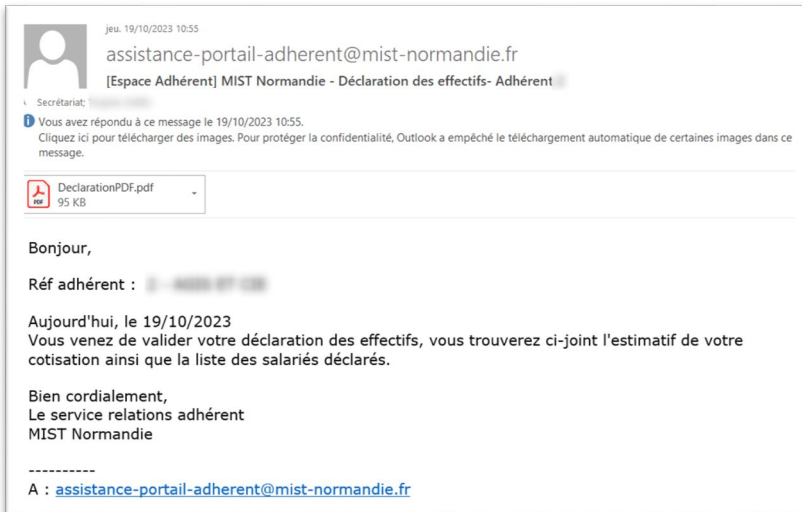 jeu. 19/10/2023 10:55
assistance-portail-adherent@mist-normandie.fr
[Espace Adhérent] MIST Normandie - Déclaration des effectifs- Adhérent
Secrétariat;
Vous avez répondu à ce message le 19/10/2023 10:55.
Cliquez ici pour télécharger des images. Pour protéger la confidentialité, Outlook a empêché le téléchargement automatique de certaines images dans ce
message.
PDF
DeclarationPDF.pdf
95 KB
Bonjour,
Réf adhérent :
Aujourd'hui, le 19/10/2023
Vous venez de valider votre déclaration des effectifs, vous trouverez ci-joint l'estimatif de votre
cotisation ainsi que la liste des salariés déclarés.
Bien cordialement,
Le service relations adhérent
MIST Normandie
----------
A : assistance-portail-adherent@mist-normandie.fr